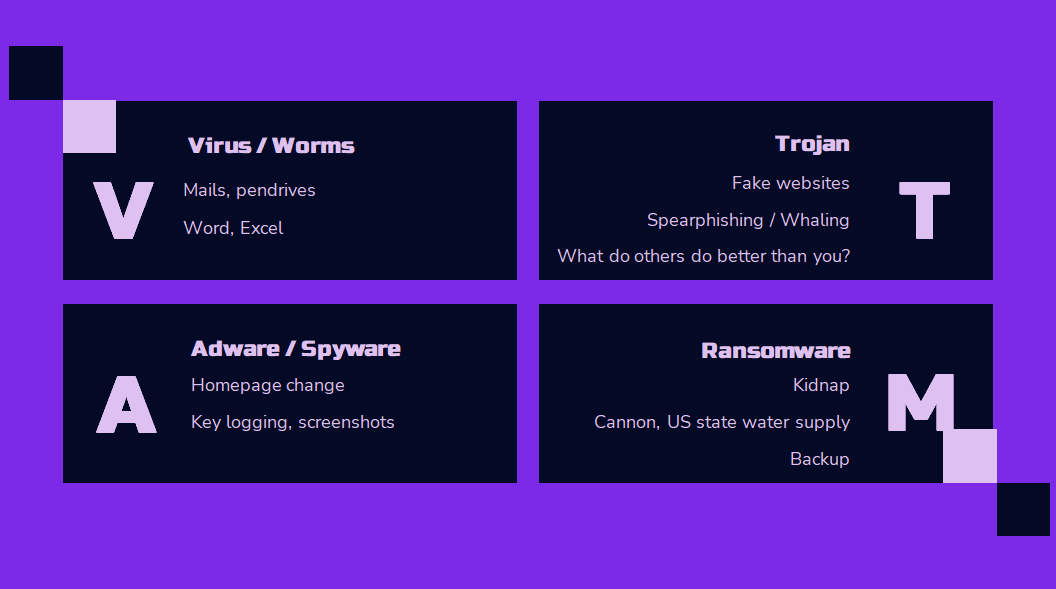 Virus / Worms
V
Mails, pendrives
Word, Excel
Trojan
Fake websites
T
Spearphishing / Whaling
What do others do better than you?
Adware / Spyware
A
Homepage change
Key logging, screenshots
Ransomware
Kidnap
M
Cannon, US state water supply
Backup